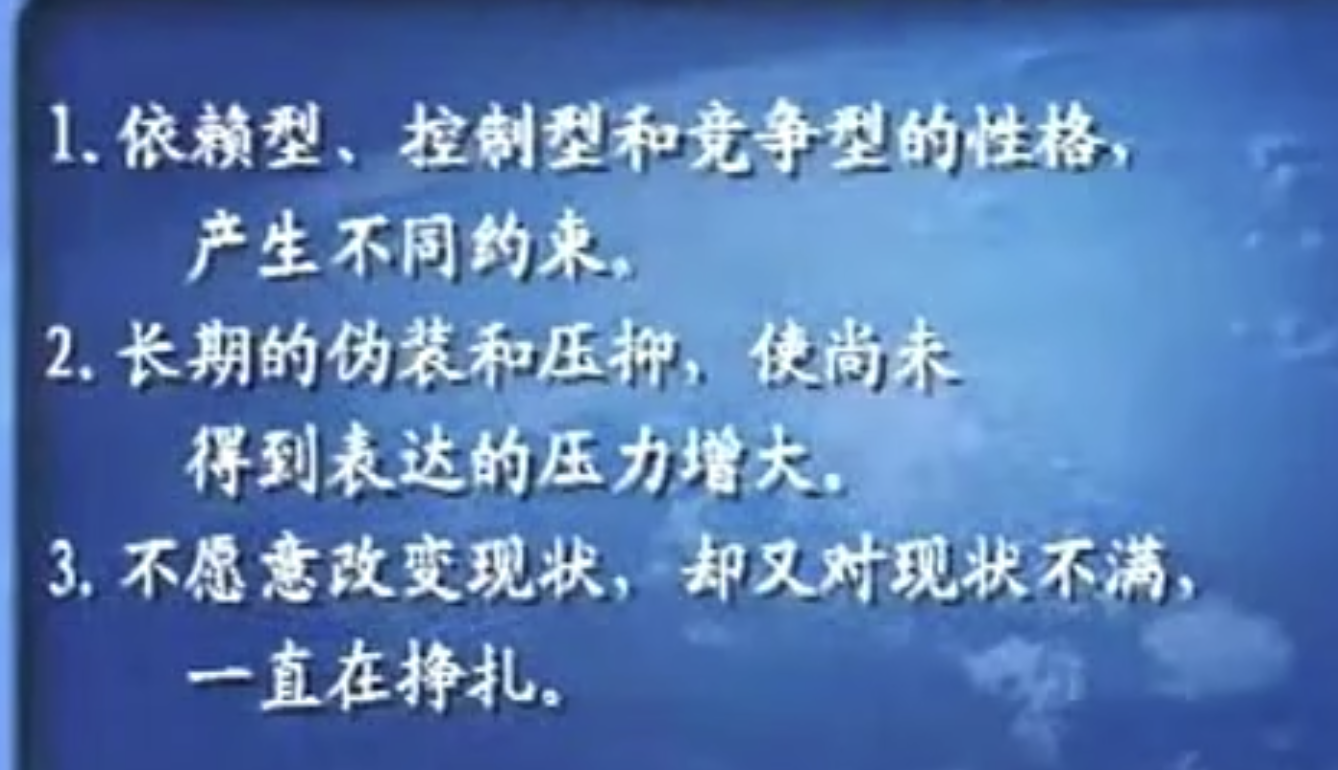 1.依赖型、控制型和竞争型的性格，
产生不同约束。
2.长期的伪装和压抑，使尚未
得到表达的压力增大。
3.不愿意改变现状，却又对现状不满，
一直在挣扎。